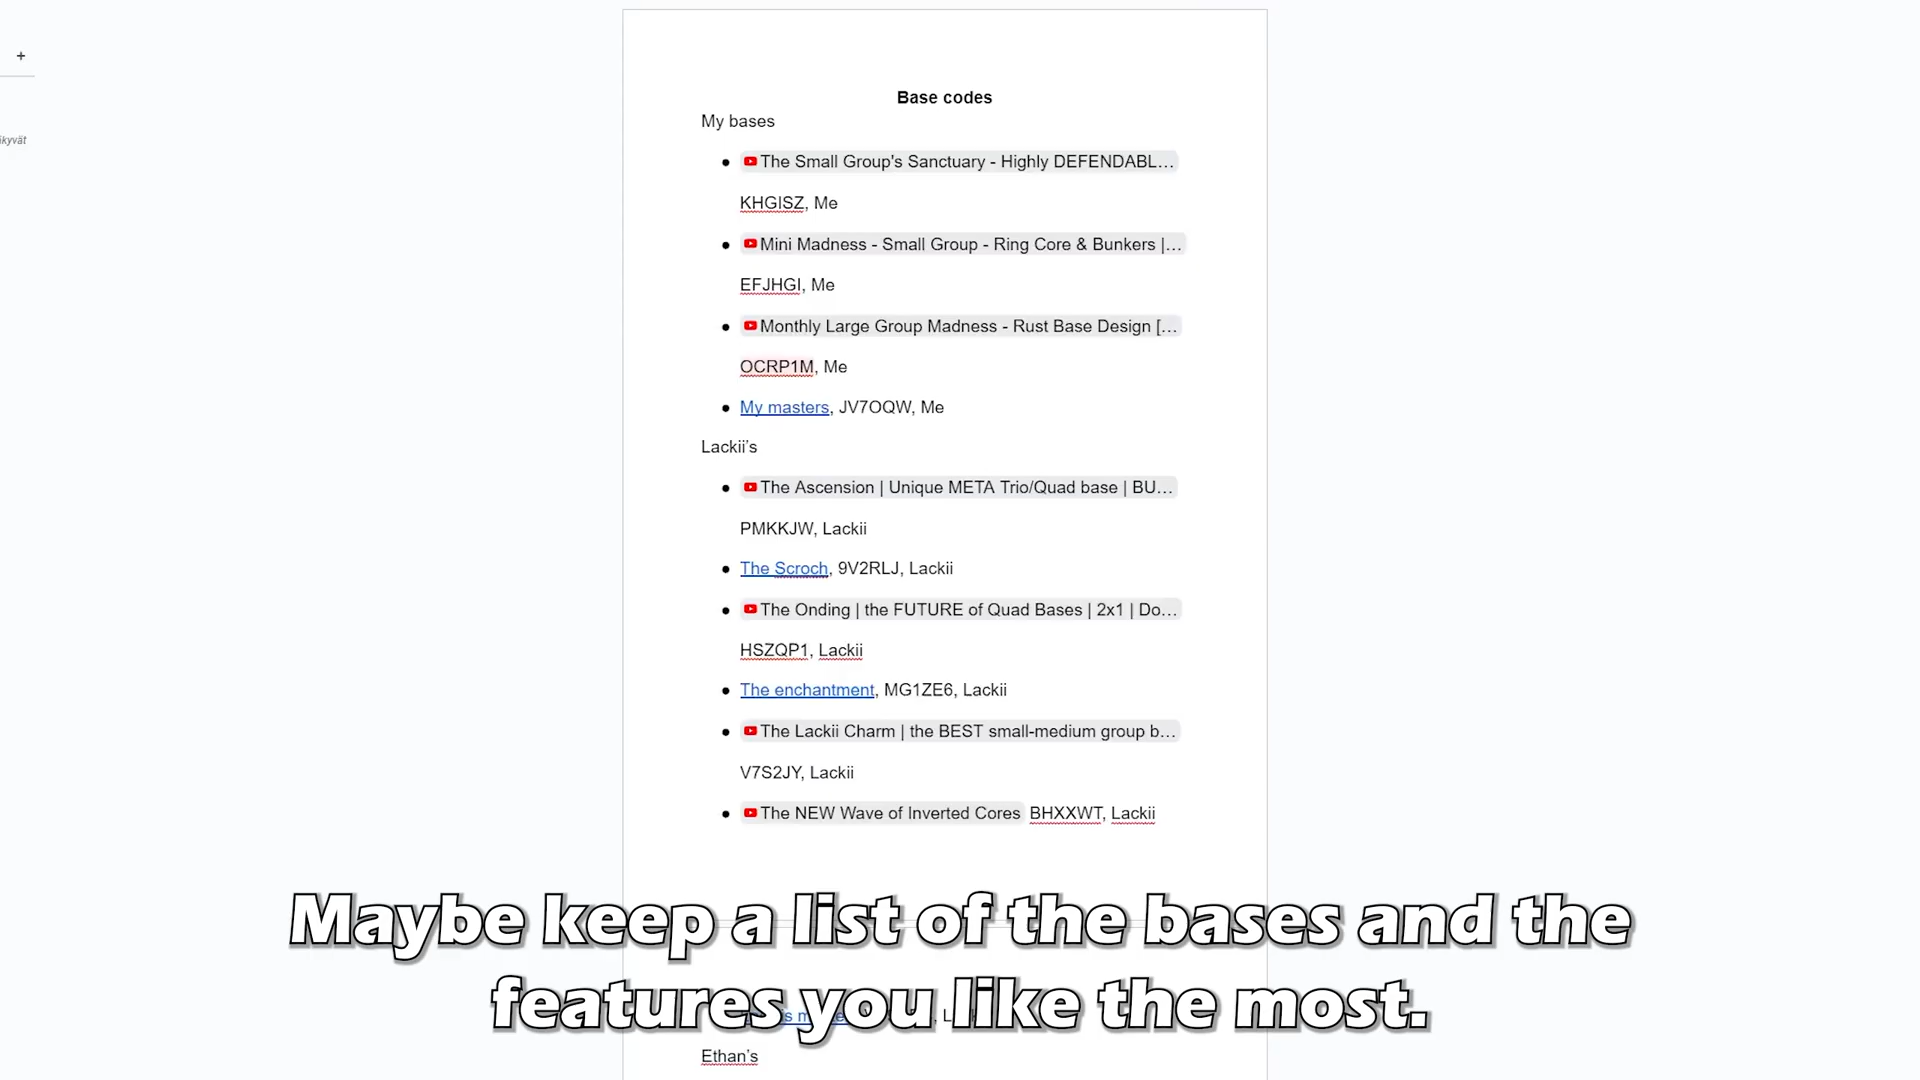 +
Base codes
My bases
The Small Group's Sanctuary - Highly DEFENDABL...
KHGISZ, Me
Mini Madness - Small Group - Ring Core & Bunkers |...
EFJHGI, Me
Monthly Large Group Madness - Rust Base Design [...
OCRP1M, Me
My masters, JV7OQW, Me
Lackii's
The Ascension | Unique META Trio/Quad base | BU...
PMKKJW, Lackii
The Scroch, 9V2RLJ, Lackii
The Onding | the FUTURE of Quad Bases | 2x1 | Do...
HSZQP1, Lackii
The enchantment, MG1ZE6, Lackii
The Lackii Charm | the BEST small-medium group b...
V7S2JY, Lackii
The NEW Wave of Inverted Cores BHXXWT, Lackii
Maybe keep a list of the bases and the
features you like the most.
Ethan's